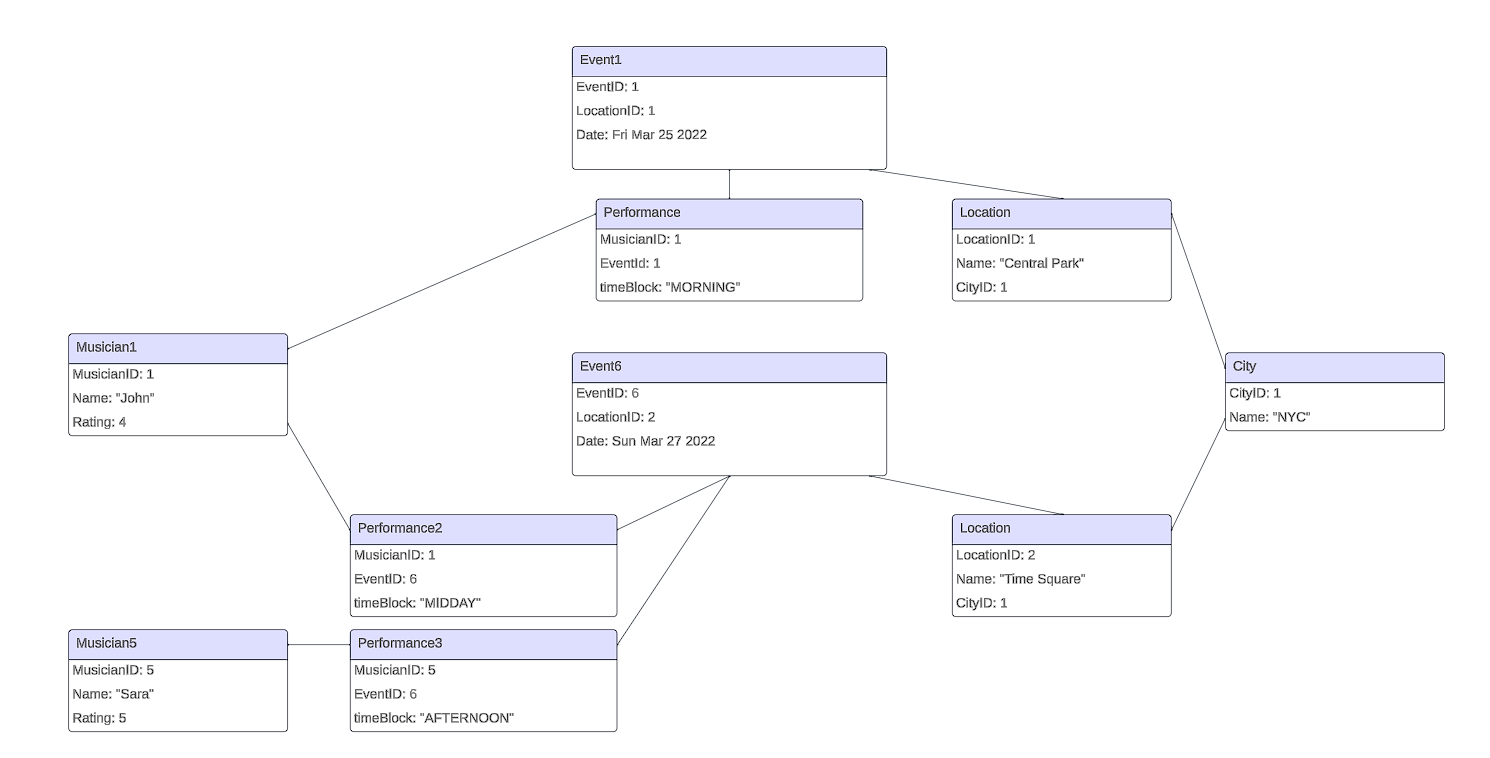 Event1
EventID: 1
LocationID: 1
Date: Fri Mar 25 2022
Performance
MusicianID: 1
EventId: 1
timeBlock: "MORNING"
Location
LocationID: 1
Name: "Central Park"
CityID: 1
Musician1
MusicianID: 1
Name: "John"
Rating: 4
Event6
EventID: 6
LocationID: 2
Date: Sun Mar 27 2022
City
CityID: 1
Name: "NYC"
Performance2
MusicianID: 1
EventID: 6
timeBlock: "MIDDAY"
Location
LocationID: 2
Name: "Time Square"
CityID: 1
Musician5
MusicianID: 5
Name: "Sara"
Rating: 5
Performance3
MusicianID: 5
EventID: 6
timeBlock: "AFTERNOON"